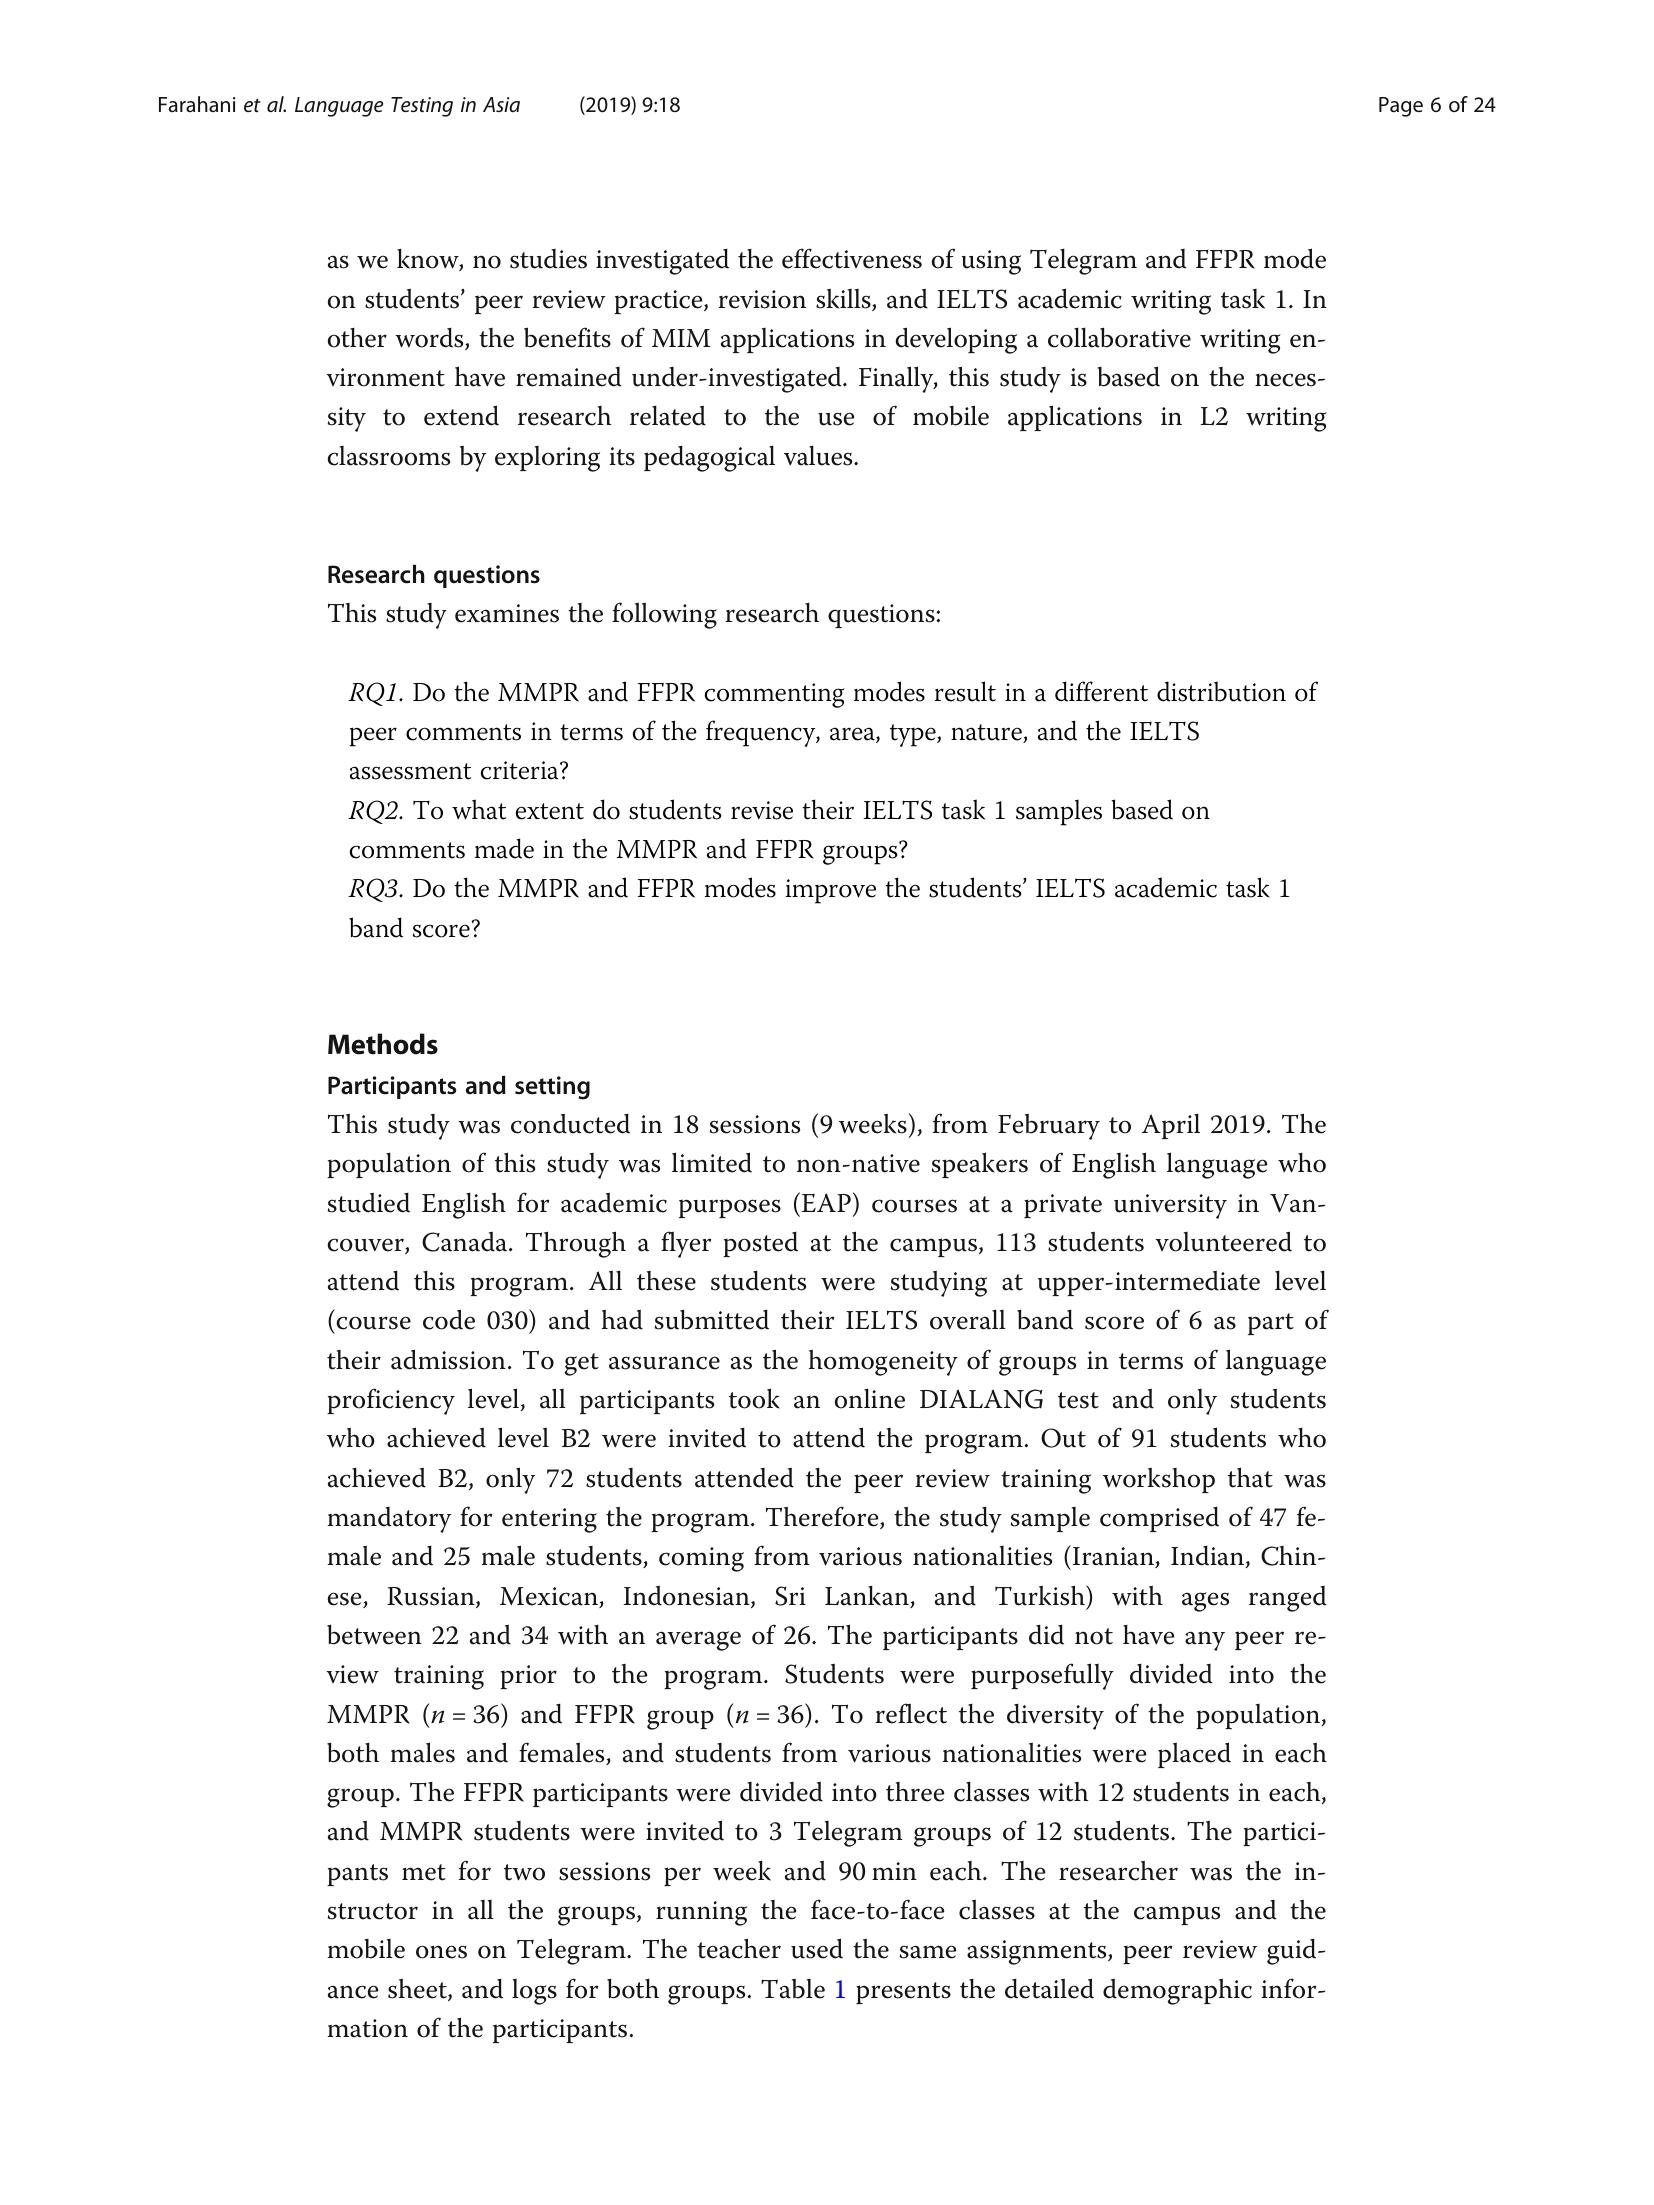 Farahani et al. Language Testing in Asia (2019) 9:18 Page 6 of 24
as we know, no studies investigated the effectiveness of using Telegram and FFPR mode
on students’ peer review practice, revision skills, and IELTS academic writing task 1. In
other words, the benefits of MIM applications in developing a collaborative writing en-
vironment have remained under-investigated. Finally, this study is based on the neces-
sity to extend research related to the use of mobile applications in L2 writing
classrooms by exploring its pedagogical values.
Research questions
This study examines the following research questions:
RQ1. Do the MMPR and FFPR commenting modes result in a different distribution of
peer comments in terms of the frequency, area, type, nature, and the IELTS
assessment criteria?
RQ2. To what extent do students revise their IELTS task 1 samples based on
comments made in the MMPR and FFPR groups?
RQ3. Do the MMPR and FFPR modes improve the students’ IELTS academic task 1
band score?
Methods
Participants and setting
This study was conducted in 18 sessions (9 weeks), from February to April 2019. The
population of this study was limited to non-native speakers of English language who
studied English for academic purposes (EAP) courses at a private university in Van-
couver, Canada. Through a flyer posted at the campus, 113 students volunteered to
attend this program. All these students were studying at upper-intermediate level
(course code 030) and had submitted their IELTS overall band score of 6 as part of
their admission. To get assurance as the homogeneity of groups in terms of language
proficiency level, all participants took an online DIALANG test and only students
who achieved level B2 were invited to attend the program. Out of 91 students who
achieved B2, only 72 students attended the peer review training workshop that was
mandatory for entering the program. Therefore, the study sample comprised of 47 fe-
male and 25 male students, coming from various nationalities (Iranian, Indian, Chin-
ese, Russian, Mexican, Indonesian, Sri Lankan, and Turkish) with ages ranged
between 22 and 34 with an average of 26. The participants did not have any peer re-
view training prior to the program. Students were purposefully divided into the
MMPR (n = 36) and FFPR group (n = 36). To reflect the diversity of the population,
both males and females, and students from various nationalities were placed in each
group. The FFPR participants were divided into three classes with 12 students in each,
and MMPR students were invited to 3 Telegram groups of 12 students. The partici-
pants met for two sessions per week and 90 min each. The researcher was the in-
structor in all the groups, running the face-to-face classes at the campus and the
mobile ones on Telegram. The teacher used the same assignments, peer review guid-
ance sheet, and logs for both groups. Table 1 presents the detailed demographic infor-
mation of the participants.